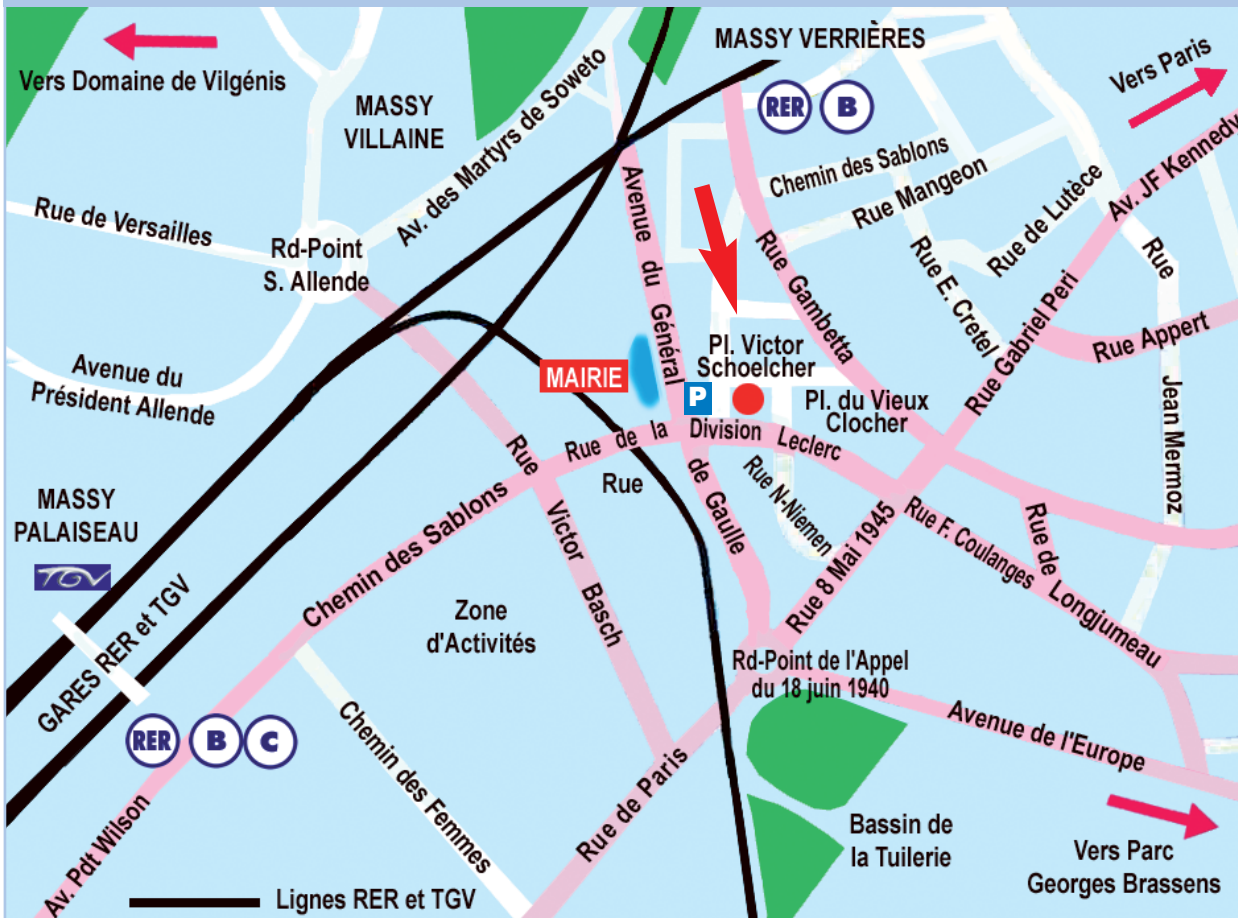 Vers Domaine de Vilgénis
MASSY VERRIÈRES
RER B
Vers Paris
MASSY
VILLAINE
Av. des Martyrs de Soweto
Av. JF Kennedy
Chemin des Sablons
Rue Mangeon
Rue de Lutèce
Rue
Jean Mermoz
Rue de Versailles
Rd-Point
S. Allende
Avenue du Général
de Gaulle
Rue Gambetta
Rue E. Cretel
Rue Gabriel Peri
Rue Appert
Avenue du
Président Allende
MAIRIE
P
Pl. Victor
Schoelcher
Pl. du Vieux
Clocher
Rue de la Division Leclerc
Rue
Rue Victor Basch
Rue N-Niemen
Rue 8 Mai 1945
Rue F. Coulanges
Rue de
Longjumeau
MASSY
PALAISEAU
TGV
GARES RER et TGV
Chemin des Sablons
Zone
d'Activités
RER B C
Rd-Point de l'Appel
du 18 juin 1940
Avenue de l'Europe
Chemin des Femmes
Rue de Paris
Av. Pdt Wilson
Bassin de
la Tuilerie
Vers Parc
Georges Brassens
Lignes RER et TGV